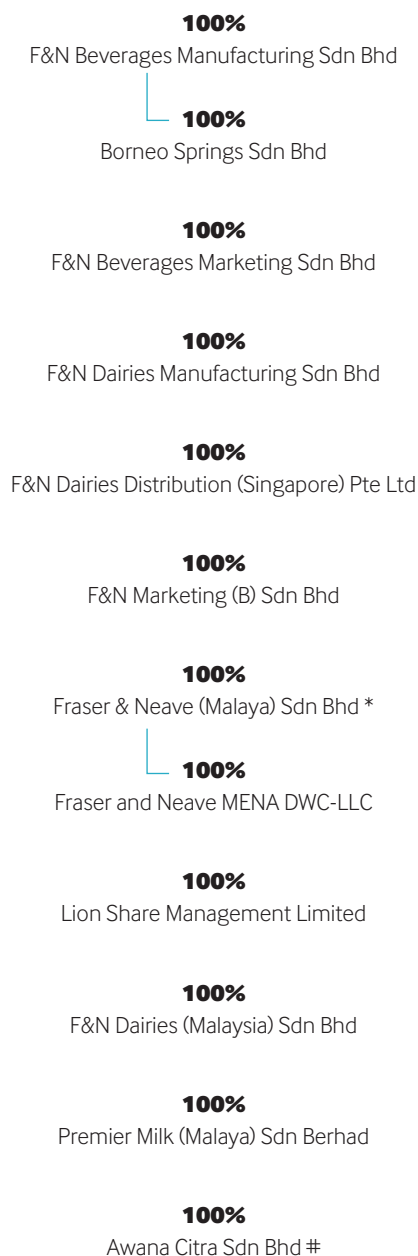 100%
F&N Beverages Manufacturing Sdn Bhd
100%
Borneo Springs Sdn Bhd
100%
F&N Beverages Marketing Sdn Bhd
100%
F&N Dairies Manufacturing Sdn Bhd
100%
F&N Dairies Distribution (Singapore) Pte Ltd
100%
F&N Marketing (B) Sdn Bhd
100%
Fraser & Neave (Malaya) Sdn Bhd *
100%
Fraser and Neave MENA DWC-LLC
100%
Lion Share Management Limited
100%
F&N Dairies (Malaysia) Sdn Bhd
100%
Premier Milk (Malaya) Sdn Berhad
100%
Awana Citra Sdn Bhd #